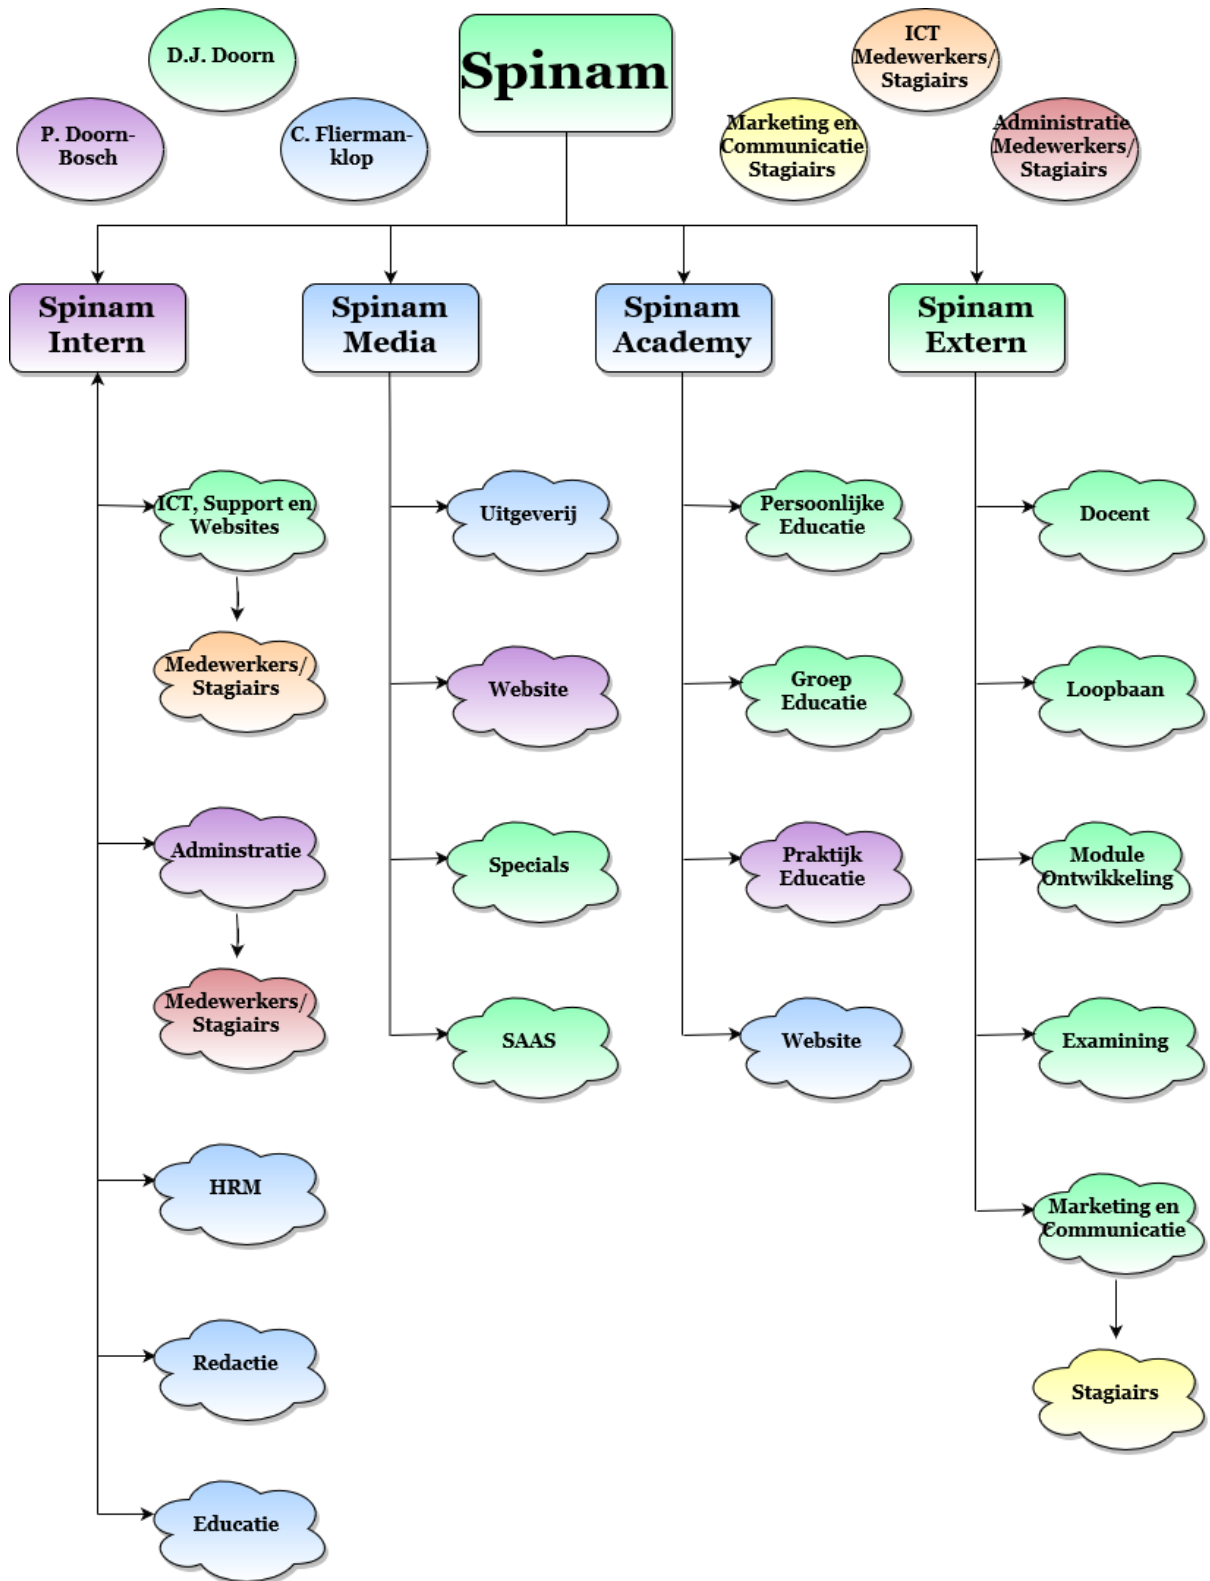 D.J. Doorn
Spinam
ICT
Medewerkers/
Stagiairs
P. Doorn-
Bosch
C. Flierman-
klop
Marketing en
Communicatie
Stagiairs
Administratie
Medewerkers/
Stagiairs
Spinam
Intern
Spinam
Media
Spinam
Academy
Spinam
Extern
ICT, Support en
Websites
Medewerkers/
Stagiairs
Adminstratie
Medewerkers/
Stagiairs
HRM
Redactie
Educatie
Uitgeverij
Website
Specials
SAAS
Persoonlijke
Educatie
Groep
Educatie
Praktijk
Educatie
Website
Docent
Loopbaan
Module
Ontwikkeling
Examining
Marketing en
Communicatie
Stagiairs